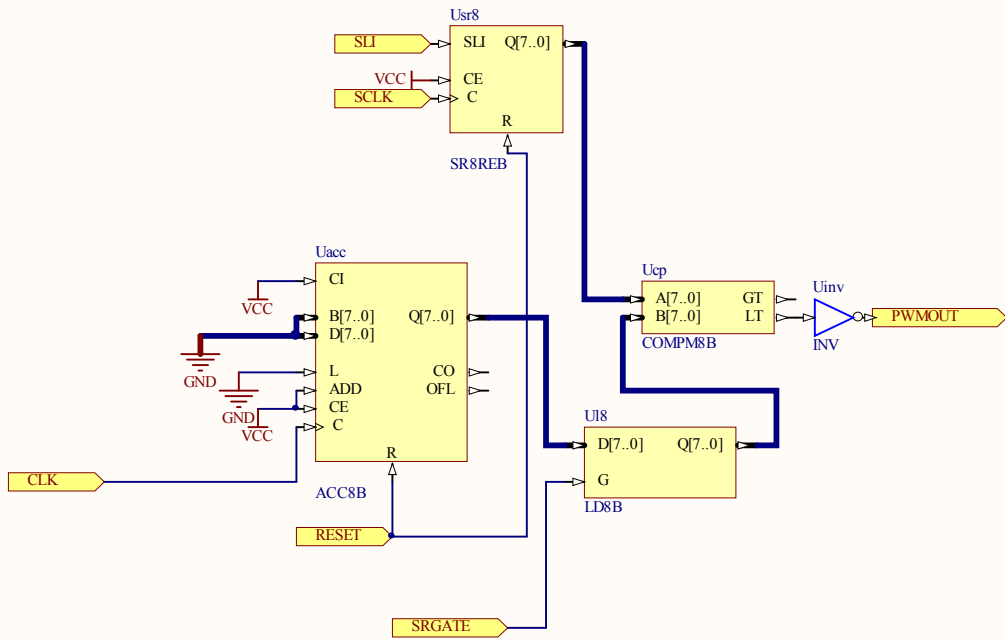 Usr8
SLI
SLI Q[7..0]
VCC
CE
SCLK
C
R
SR8REB
Uacc
CI
VCC
B[7..0] Q[7..0]
D[7..0]
GND
L CO
ADD OFL
GND
CE
VCC
C
R
CLK
ACC8B
RESET
Ucp
A[7..0] GT
B[7..0] LT
COMPM8B
Uinv
INV
PWMOUT
Ul8
D[7..0] Q[7..0]
G
LD8B
SRGATE